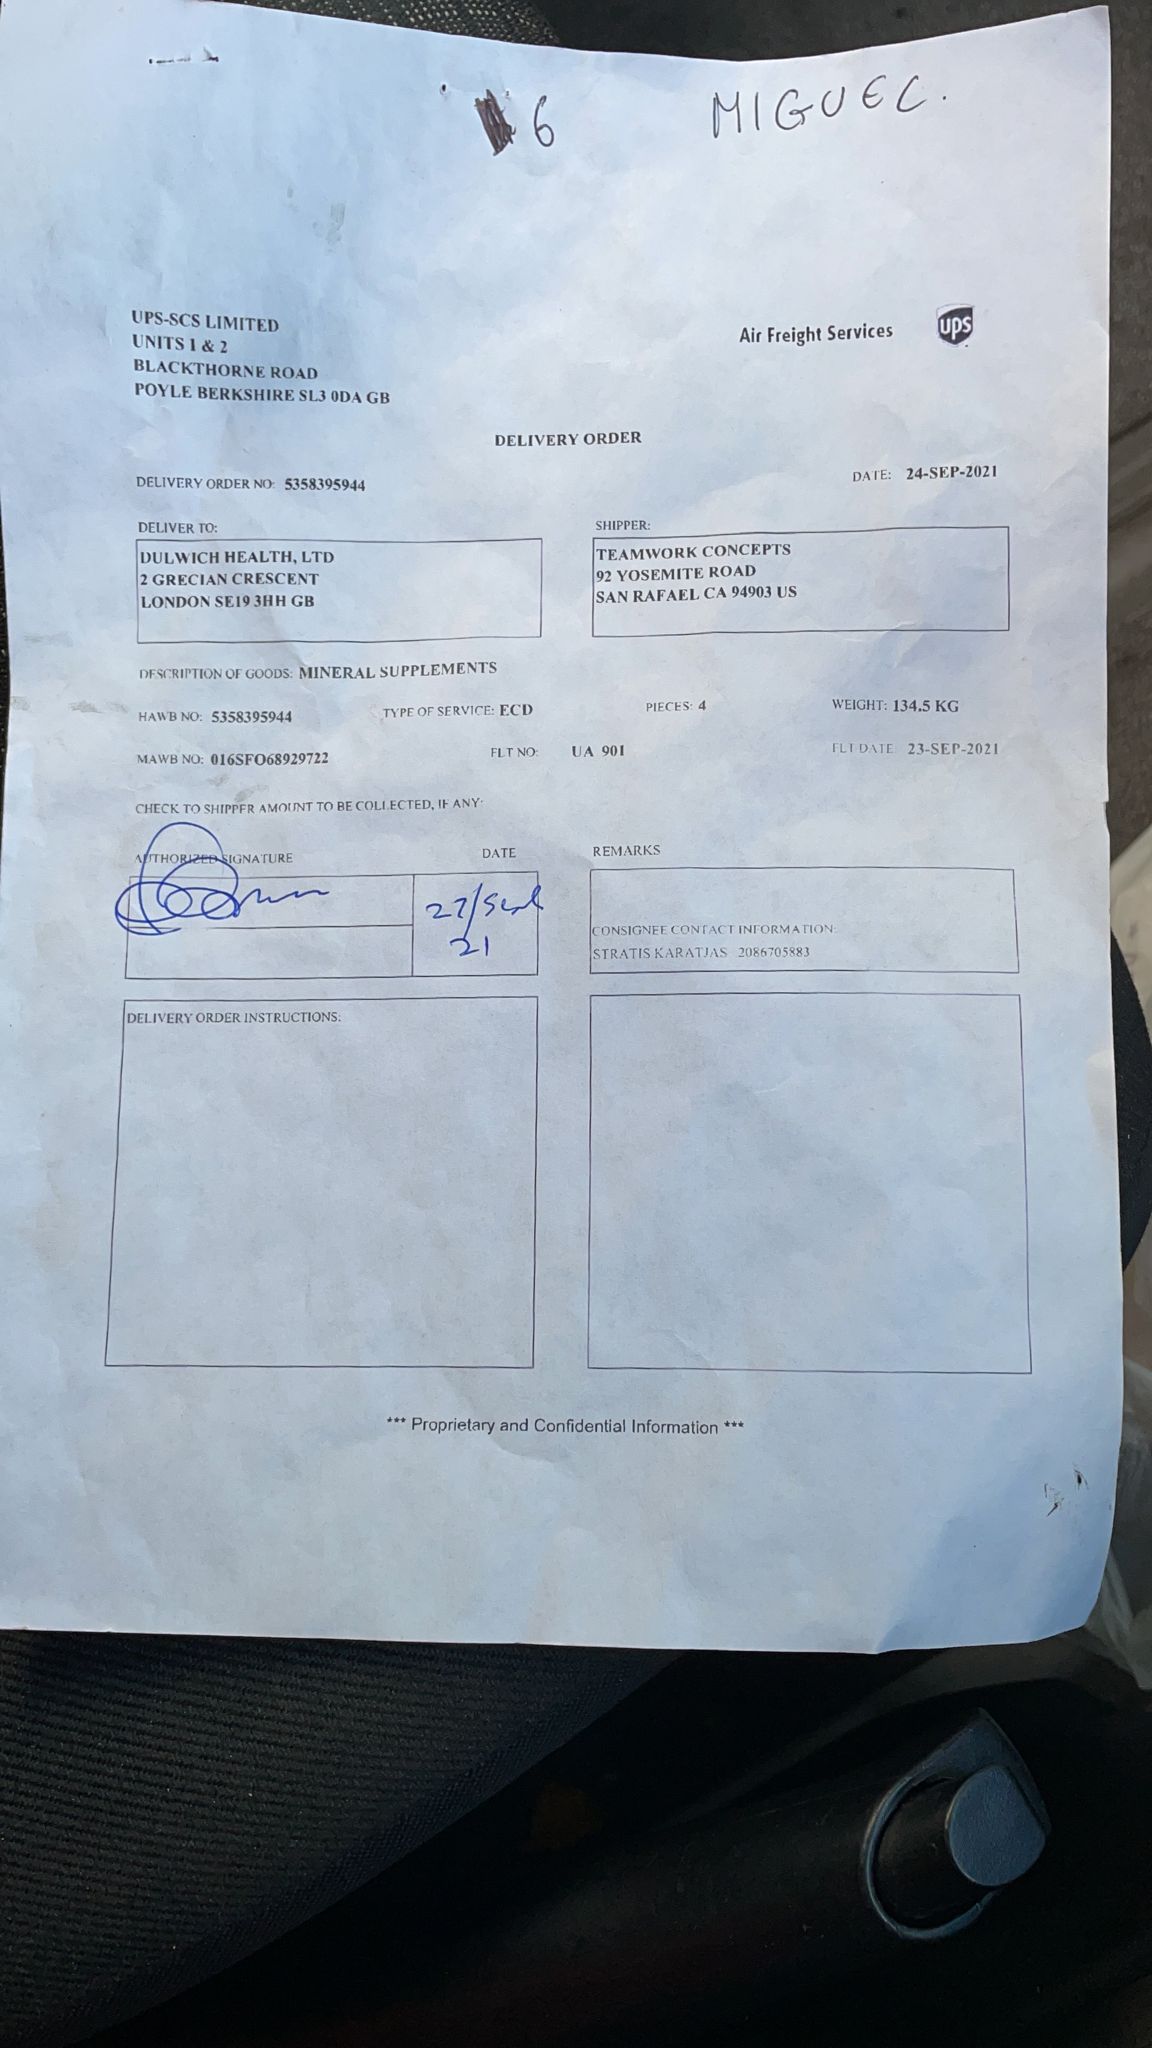 6 MIGUEL.
UPS-SCS LIMITED
UNITS 1 & 2
BLACKTHORNE ROAD
POYLE BERKSHIRE SL3 0DA GB
Air Freight Services
ups
DELIVERY ORDER
DELIVERY ORDER NO: 5358395944
DATE: 24-SEP-2021
DELIVER TO:
DULWICH HEALTH, LTD
2 GRECIAN CRESCENT
LONDON SE19 3HH GB
SHIPPER:
TEAMWORK CONCEPTS
92 YOSEMITE ROAD
SAN RAFAEL CA 94903 US
DESCRIPTION OF GOODS: MINERAL SUPPLEMENTS
HAWB NO: 5358395944 TYPE OF SERVICE: ECD PIECES: 4 WEIGHT: 134.5 KG
MAWB NO: 016SFO68929722 FLT NO: UA 901 FLT DATE: 23-SEP-2021
CHECK TO SHIPPER AMOUNT TO BE COLLECTED, IF ANY:
AUTHORIZED SIGNATURE DATE
27/Sept
21
REMARKS
CONSIGNEE CONTACT INFORMATION:
STRATIS KARATJAS 2086705883
DELIVERY ORDER INSTRUCTIONS:
*** Proprietary and Confidential Information ***